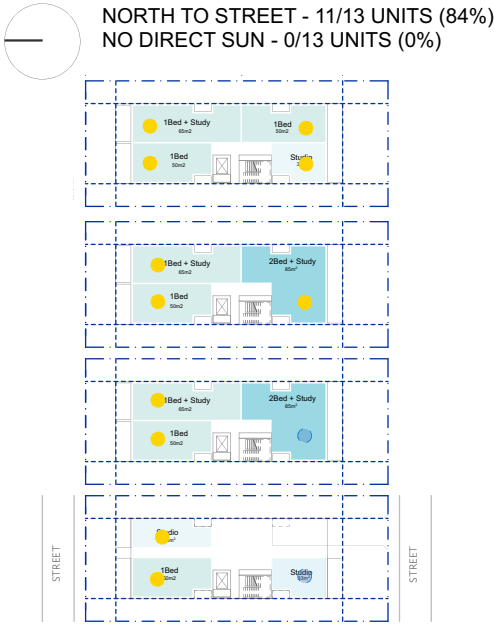 NORTH TO STREET - 11/13 UNITS (84%)
NO DIRECT SUN - 0/13 UNITS (0%)
1Bed + Study
65m2
1Bed
50m2
1Bed
50m2
Studio
1Bed + Study
65m2
2Bed + Study
85m²
1Bed
50m2
1Bed + Study
65m2
2Bed + Study
85m²
1Bed
50m2
Studio
1Bed
50m2
Studio
33m²
STREET
STREET